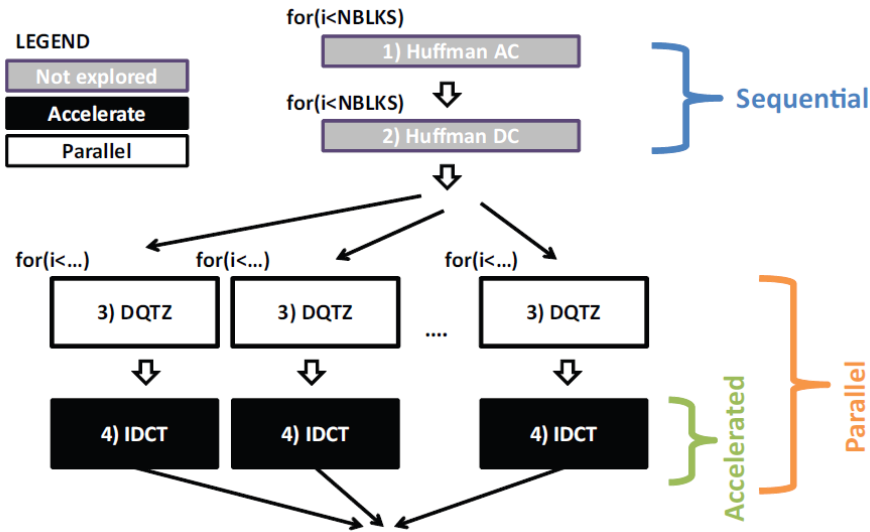 for(i<NBLKS)
LEGEND
1) Huffman AC
Not explored
Accelerate
for(i<NBLKS)
Sequential
Parallel
2) Huffman DC
for(i<...)
for(i<...)
for(i<...)
3) DQTZ
3) DQTZ
....
3) DQTZ
4) IDCT
4) IDCT
4) IDCT
Accelerated
Parallel